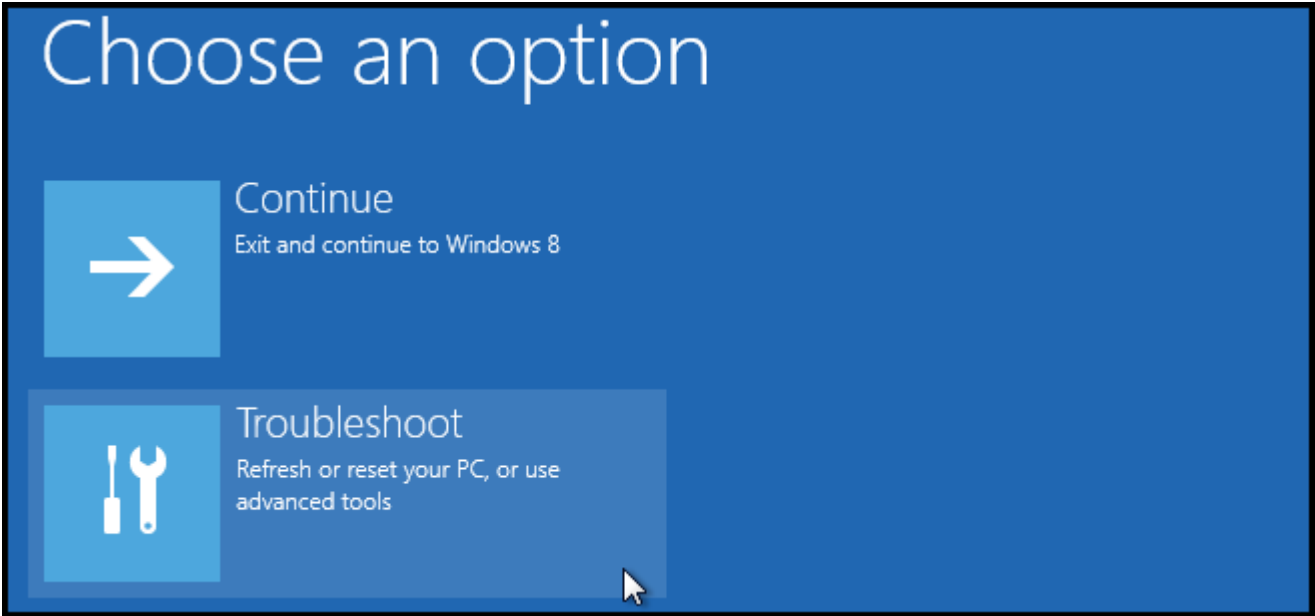 Choose an option
Continue
Exit and continue to Windows 8
Troubleshoot
Refresh or reset your PC, or use
advanced tools